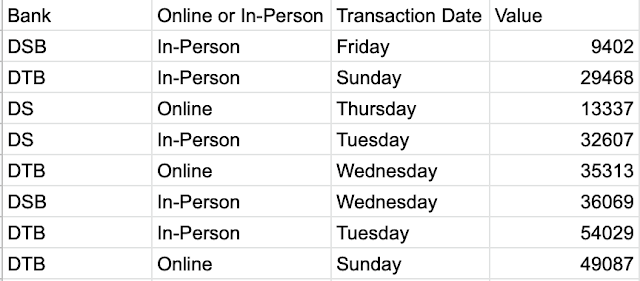 Bank Online or In-Person Transaction Date Value
DSB In-Person Friday 9402
DTB In-Person Sunday 29468
DS Online Thursday 13337
DS In-Person Tuesday 32607
DTB Online Wednesday 35313
DSB In-Person Wednesday 36069
DTB In-Person Tuesday 54029
DTB Online Sunday 49087